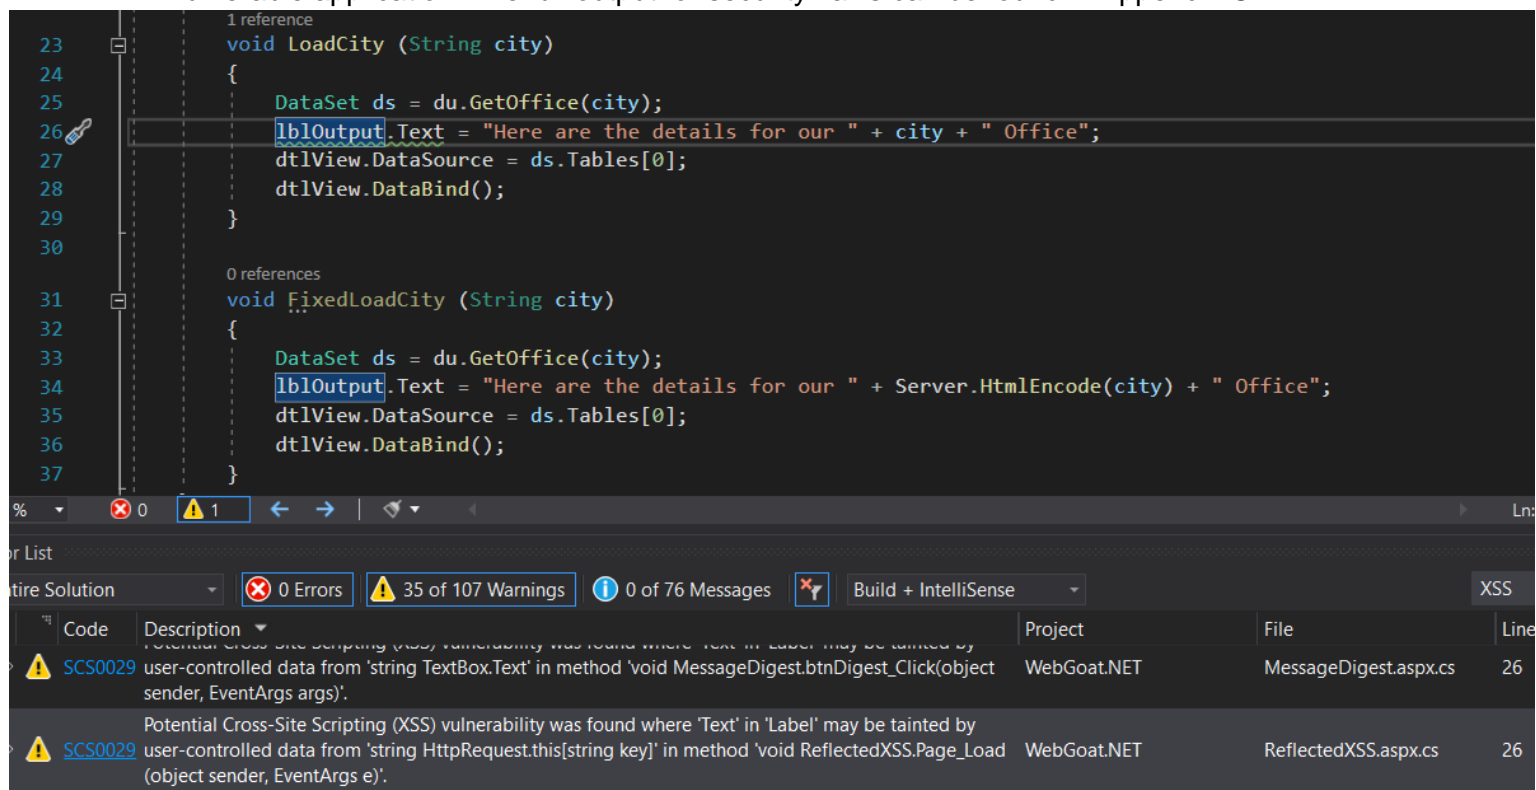 1 reference
23 void LoadCity (String city)
24 {
25 DataSet ds = du.GetOffice(city);
26 lblOutput.Text = "Here are the details for our " + city + " Office";
27 dtlView.DataSource = ds.Tables[0];
28 dtlView.DataBind();
29 }
30
0 references
31 void FixedLoadCity (String city)
32 {
33 DataSet ds = du.GetOffice(city);
34 lblOutput.Text = "Here are the details for our " + Server.HtmlEncode(city) + " Office";
35 dtlView.DataSource = ds.Tables[0];
36 dtlView.DataBind();
37 }
% 0 1 Ln:
or List
ntire Solution 0 Errors 35 of 107 Warnings 0 of 76 Messages Build + IntelliSense XSS
Code Description Project File Line
SCS0029 user-controlled data from 'string TextBox.Text' in method 'void MessageDigest.btnDigest_Click(object WebGoat.NET MessageDigest.aspx.cs 26
sender, EventArgs args)'.
Potential Cross-Site Scripting (XSS) vulnerability was found where 'Text' in 'Label' may be tainted by
SCS0029 user-controlled data from 'string HttpRequest.this[string key]' in method 'void ReflectedXSS.Page_Load WebGoat.NET ReflectedXSS.aspx.cs 26
(object sender, EventArgs e)'.